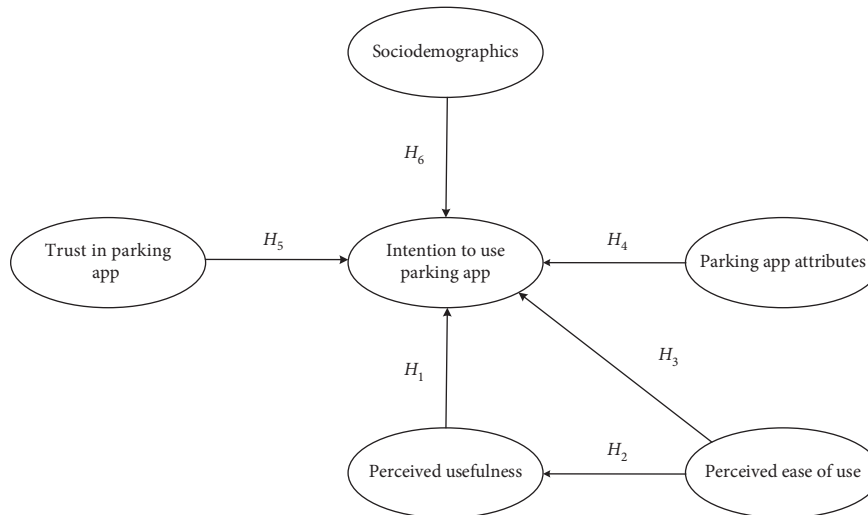 Sociodemographics
H6
Trust in parking
app
H5
Intention to use
parking app
H4
Parking app attributes
H1
H3
Perceived usefulness
H2
Perceived ease of use